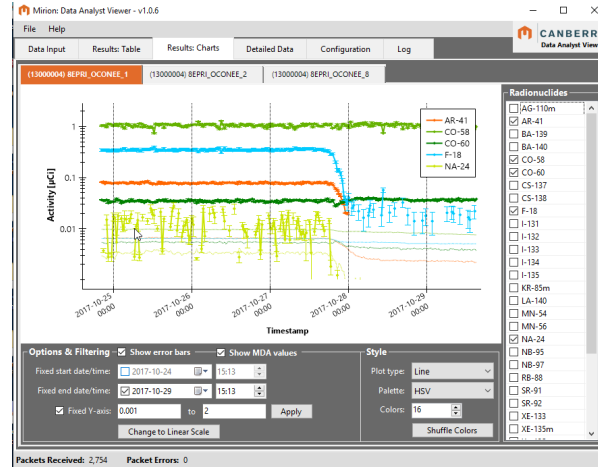 Mirion: Data Analyst Viewer - v1.0.6
File Help
CANBERR
Data Analyst View
Data Input Results: Table Results: Charts Detailed Data Configuration Log
(13000004) 8EPRI_OCONEE_1 (13000004) 8EPRI_OCONEE_2 (13000004) 8EPRI_OCONEE_8
Radionuclides
AG-110m
AR-41
BA-139
BA-140
CO-58
CO-60
CS-137
CS-138
F-18
I-131
I-132
I-133
I-134
I-135
KR-85m
LA-140
MN-54
MN-56
NA-24
NB-95
NB-97
RB-88
SR-91
SR-92
XE-133
XE-135m
AR-41
CO-58
CO-60
F-18
NA-24
Activity [µCi]
1
0.1
0.01
2017-10-25
00:00
2017-10-26
00:00
2017-10-27
00:00
2017-10-28
00:00
2017-10-29
00:00
Timestamp
Options & Filtering Show error bars Show MDA values
Fixed start date/time: 2017-10-24 15:13
Fixed end date/time: 2017-10-29 15:13
Fixed Y-axis: 0.001 to 2 Apply
Change to Linear Scale
Style
Plot type: Line
Palette: HSV
Colors: 16
Shuffle Colors
Packets Received: 2,754 Packet Errors: 0